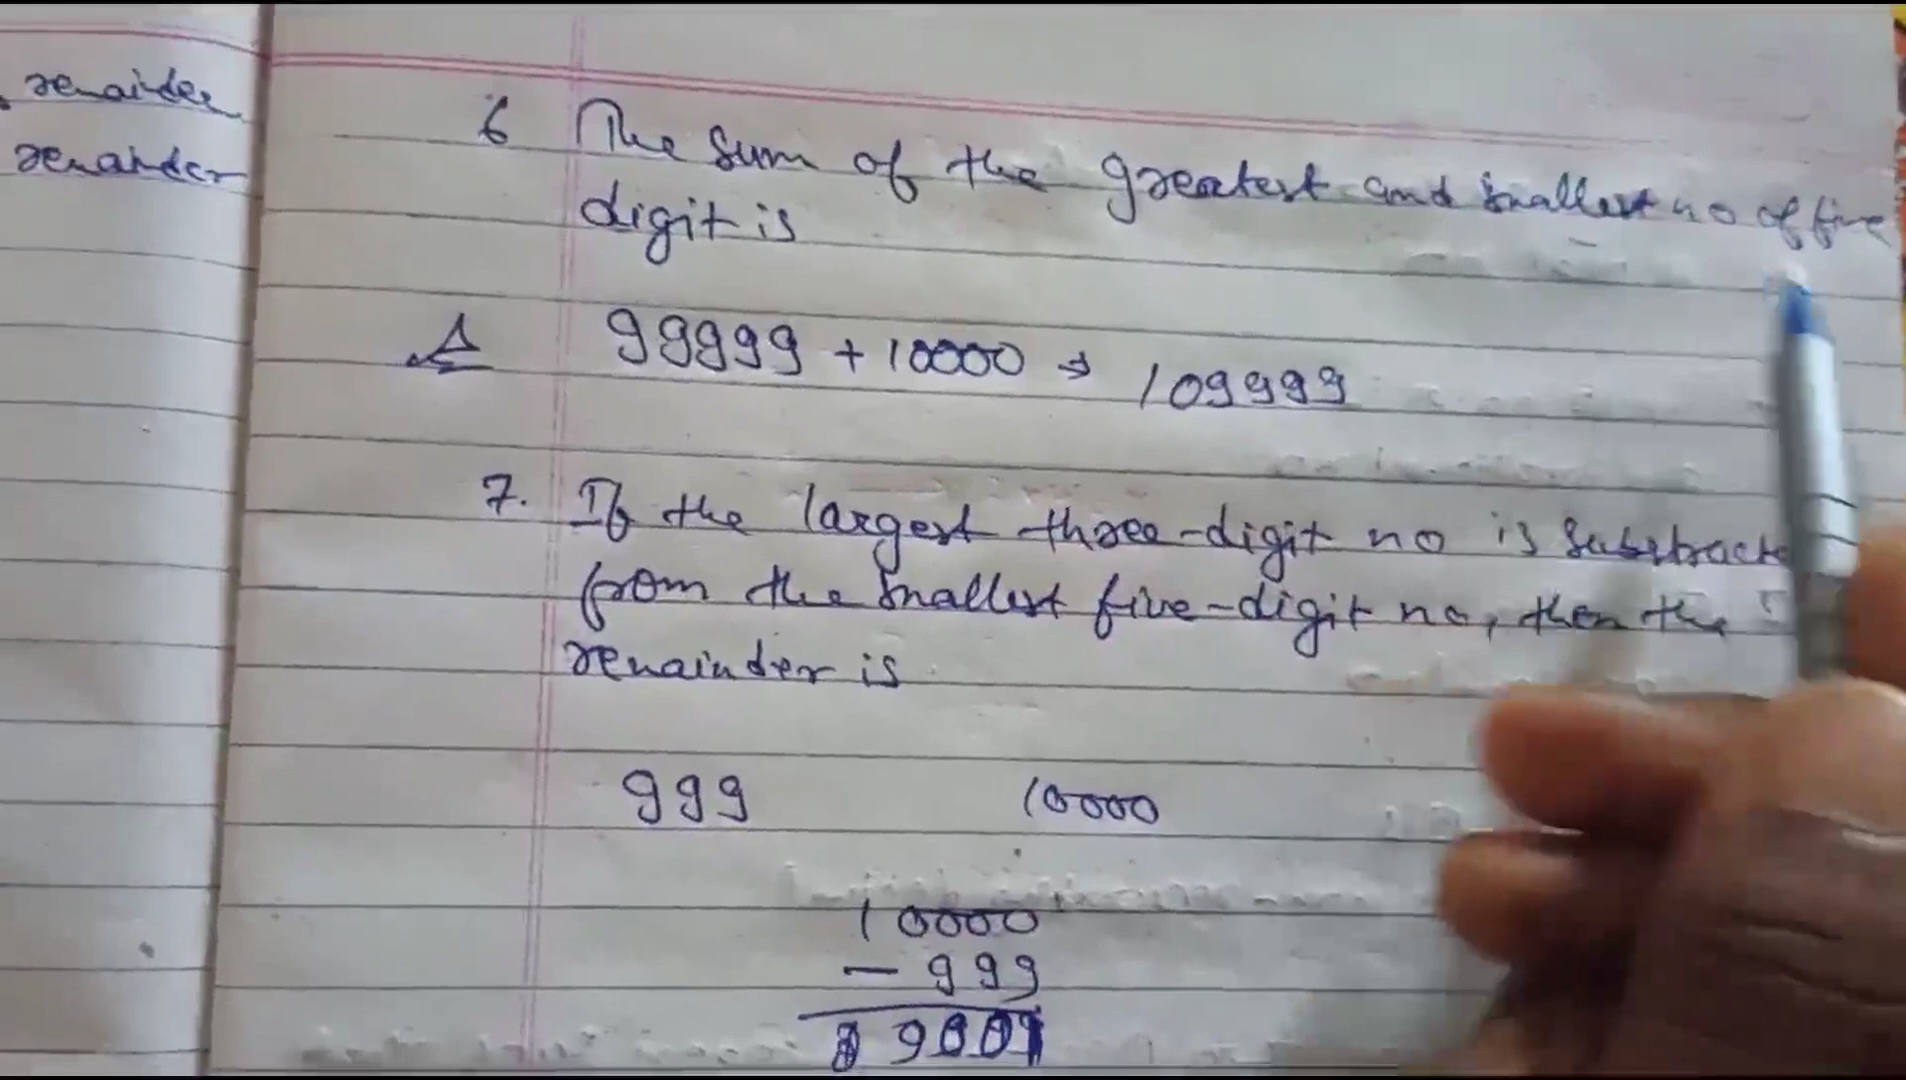 remainder
remainder
6 The Sum of the greatest and smallest no of five
digit is
99999 + 10000 → 109999
7. If the largest three-digit no is
from the smallest five-digit no, then the
remainder is
999 10000
10000
- 999
9001